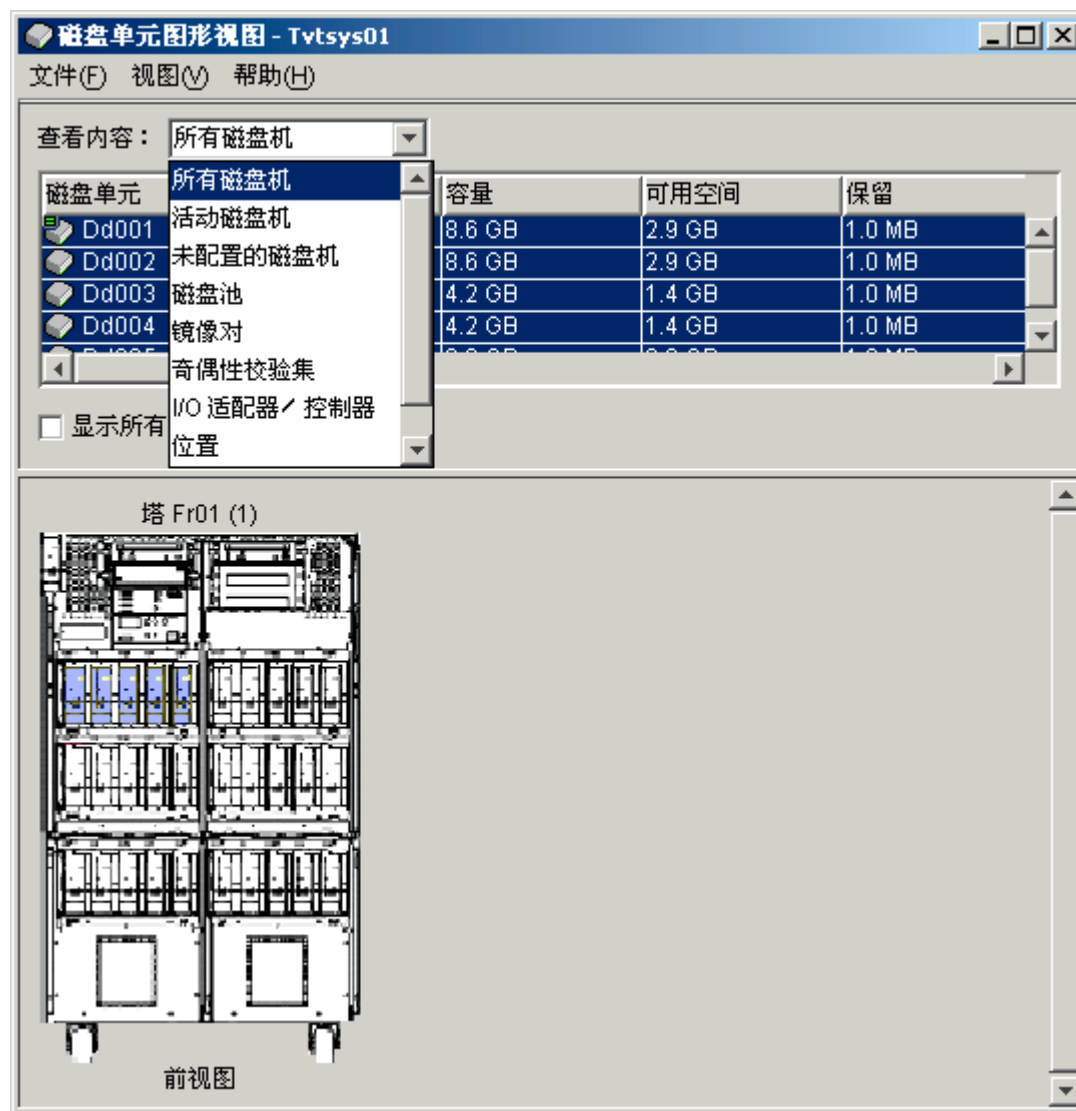 磁盘单元图形视图 - Tvtsys01
文件(F) 视图(V) 帮助(H)
查看内容： 所有磁盘机
所有磁盘机
活动磁盘机
未配置的磁盘机
磁盘池
镜像对
奇偶性校验集
I/O 适配器／控制器
位置
磁盘单元 容量 可用空间 保留
Dd001 8.6 GB 2.9 GB 1.0 MB
Dd002 8.6 GB 2.9 GB 1.0 MB
Dd003 4.2 GB 1.4 GB 1.0 MB
Dd004 4.2 GB 1.4 GB 1.0 MB
显示所有
塔 Fr01 (1)
前视图